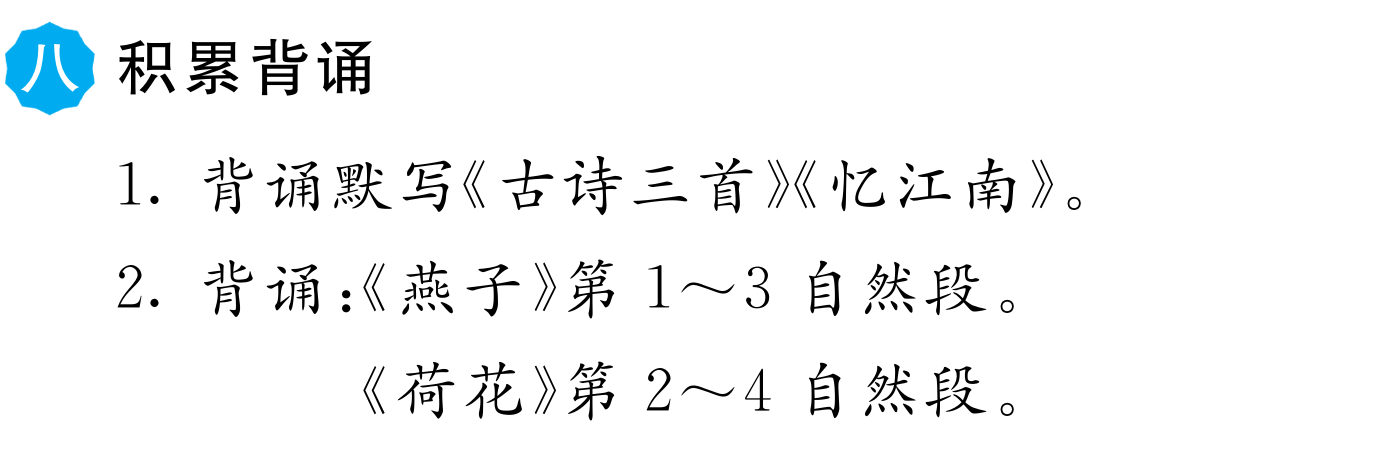 八 积累背诵
1. 背诵默写《古诗三首》《忆江南》。
2. 背诵：《燕子》第 1～3 自然段。
《荷花》第 2～4 自然段。